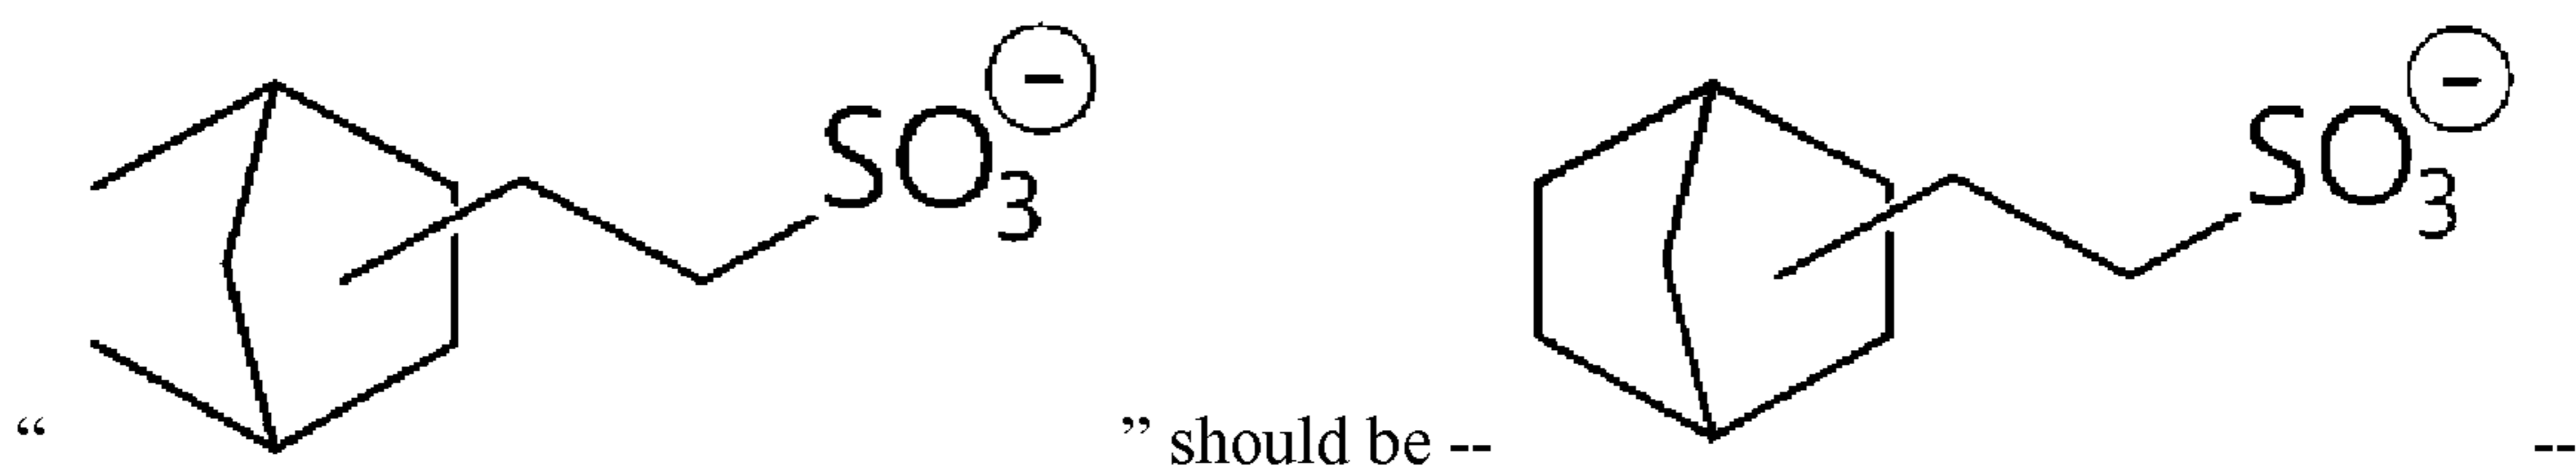 “ SO3⊖ ” should be -- SO3⊖ --